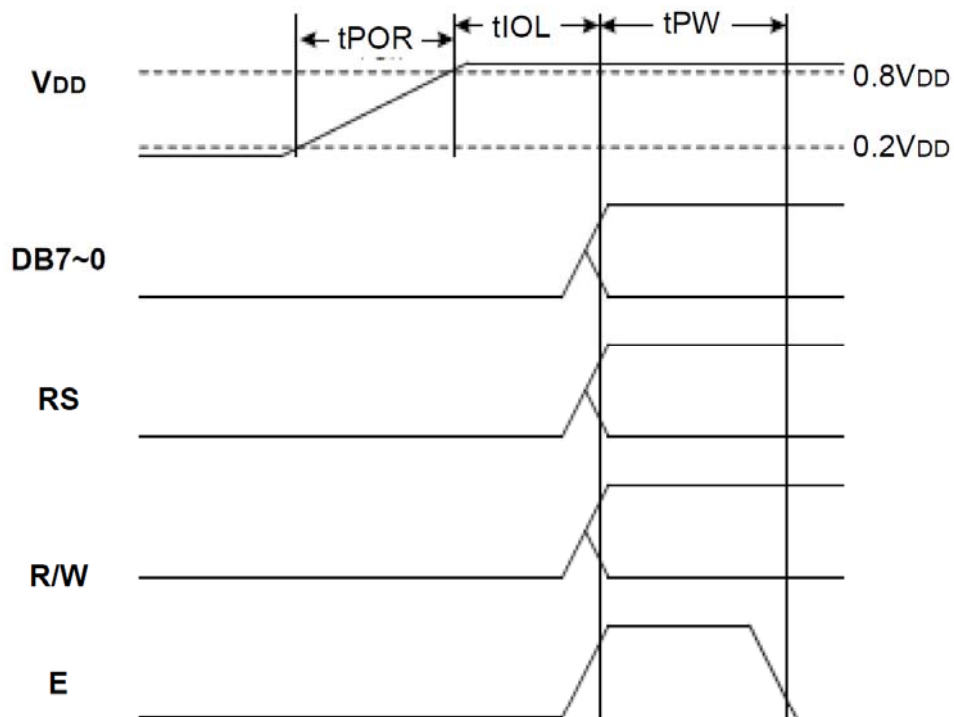 tPOR
tIOL
tPW
VDD
0.8VDD
0.2VDD
DB7~0
RS
R/W
E